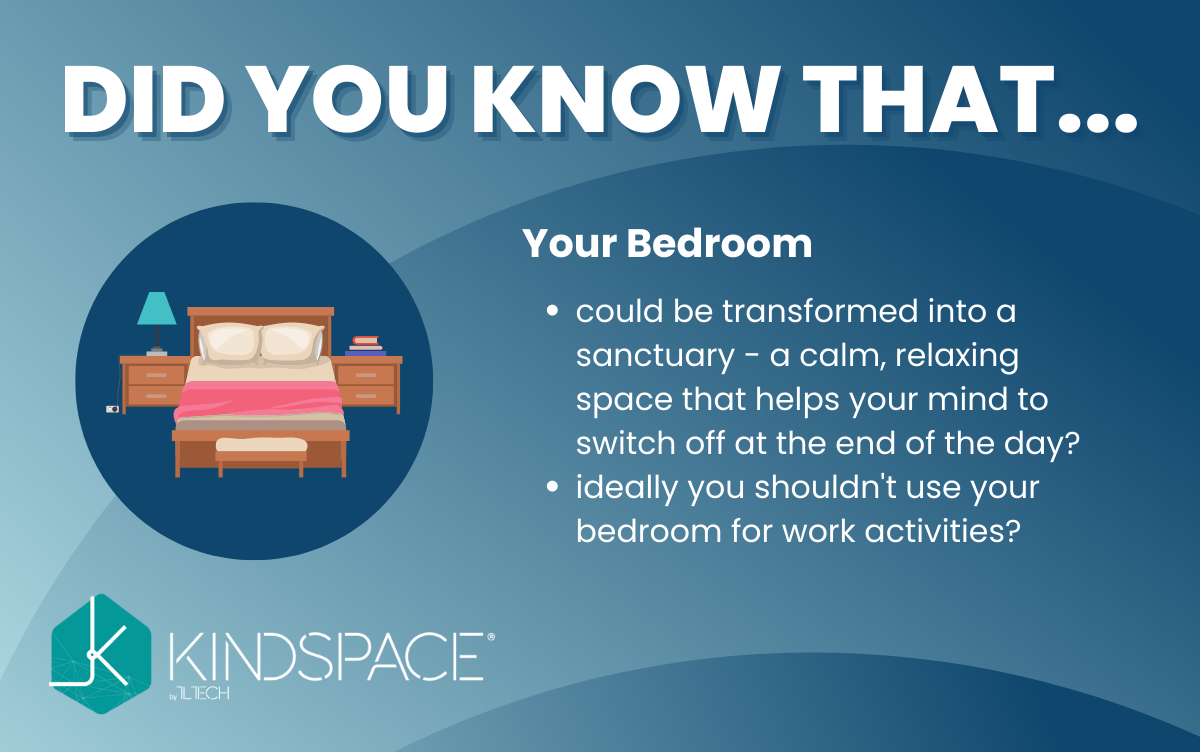 DID YOU KNOW THAT...
Your Bedroom
• could be transformed into a
sanctuary - a calm, relaxing
space that helps your mind to
switch off at the end of the day?
• ideally you shouldn't use your
bedroom for work activities?
KINDSPACE®
by TLTECH